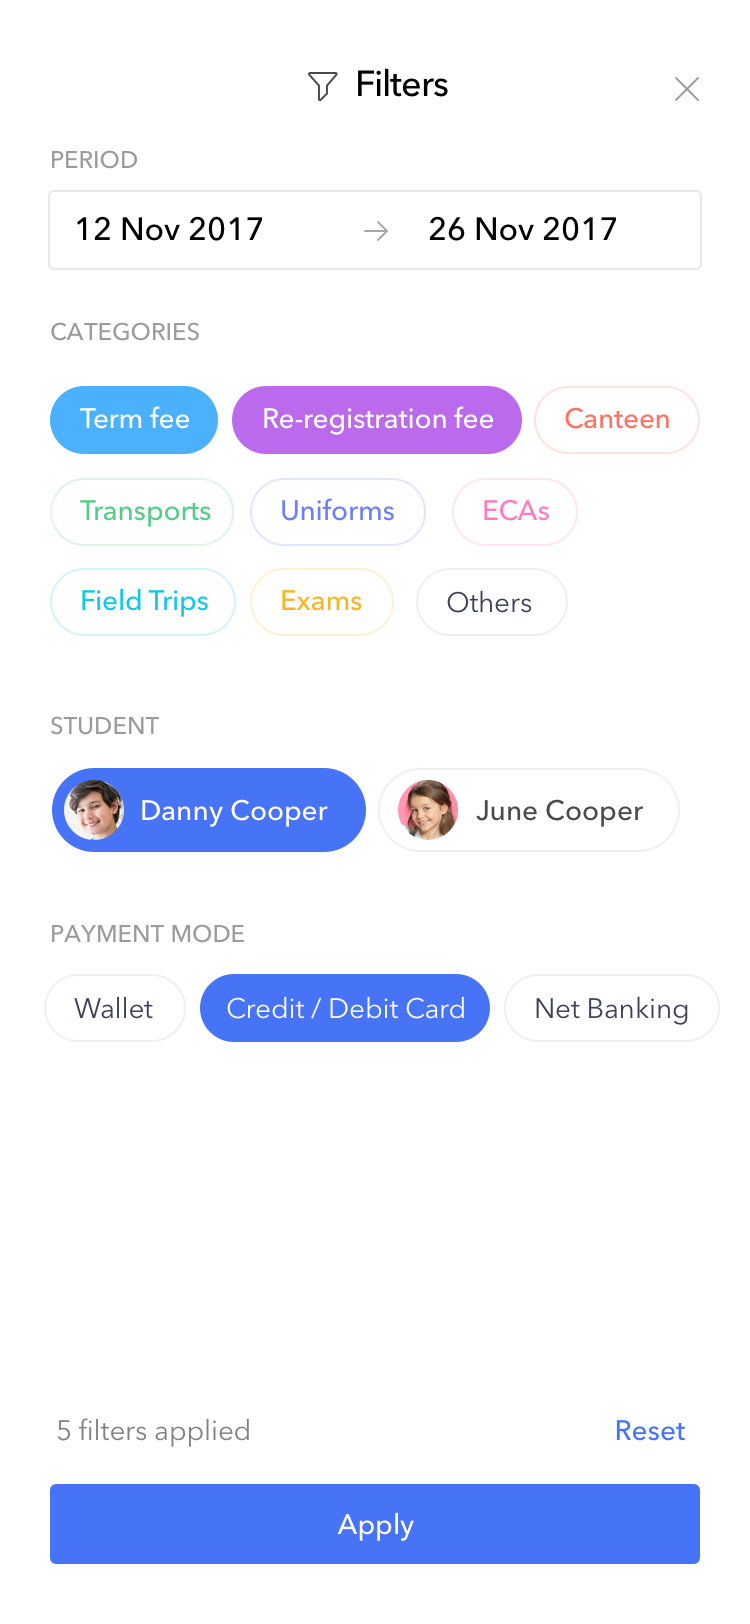 Filters
PERIOD
12 Nov 2017 → 26 Nov 2017
CATEGORIES
Term fee Re-registration fee Canteen
Transports Uniforms ECAs
Field Trips Exams Others
STUDENT
Danny Cooper June Cooper
PAYMENT MODE
Wallet Credit / Debit Card Net Banking
5 filters applied Reset
Apply